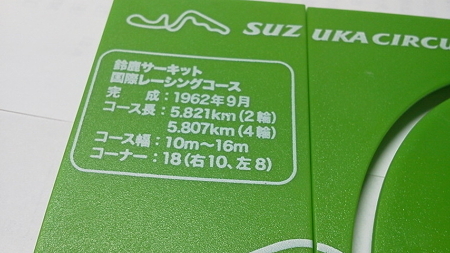 SUZUKA CIRCU
鈴鹿サーキット
国際レーシングコース
完　成：1962年9月
コース長：5.821km（2輪）
5.807km（4輪）
コース幅：10m～16m
コーナー：18（右10、左8）